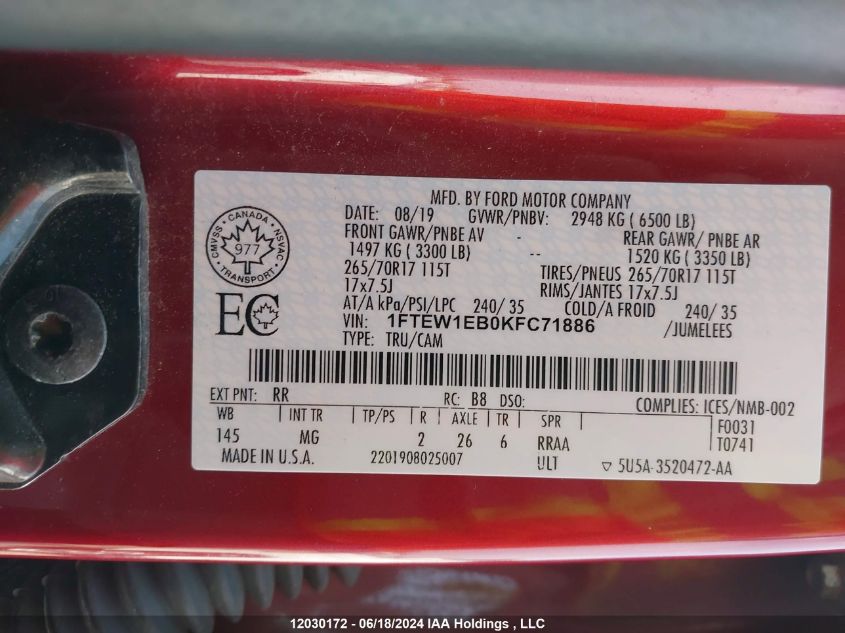 MFD. BY FORD MOTOR COMPANY
DATE: 08/19 GVWR/PNBV: 2948 KG ( 6500 LB)
FRONT GAWR/PNBE AV - REAR GAWR/ PNBE AR
1497 KG ( 3300 LB) -- 1520 KG ( 3350 LB)
265/70R17 115T TIRES/PNEUS 265/70R17 115T
17x7.5J RIMS/JANTES 17x7.5J
AT/A kPa/PSI/LPC 240/ 35 COLD/A FROID 240/ 35
VIN: 1FTEW1EB0KFC71886 /JUMELEES
TYPE: TRU/CAM
CMVSS - CANADA - NSVAC
977
TRANSPORT
EC
EXT PNT: RR RC: B8 DSO: COMPLIES: ICES/NMB-002
WB INT TR TP/PS R AXLE TR SPR F0031
145 MG 2 26 6 RRAA T0741
MADE IN U.S.A. 2201908025007 ULT ▽ 5U5A-3520472-AA
12030172 - 06/18/2024 IAA Holdings , LLC